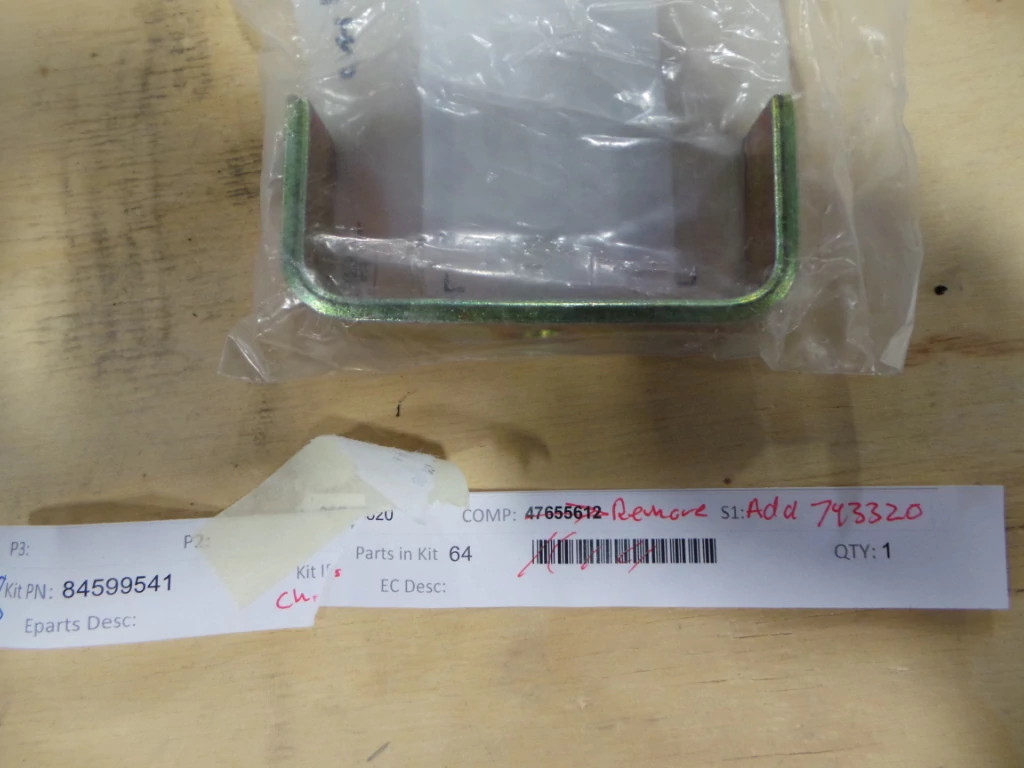 COMP: 47655612 Remove S1: Add 743320
P3: P2:
Parts in Kit 64 QTY: 1
Kit PN: 84599541 Kit
EC Desc:
Eparts Desc: